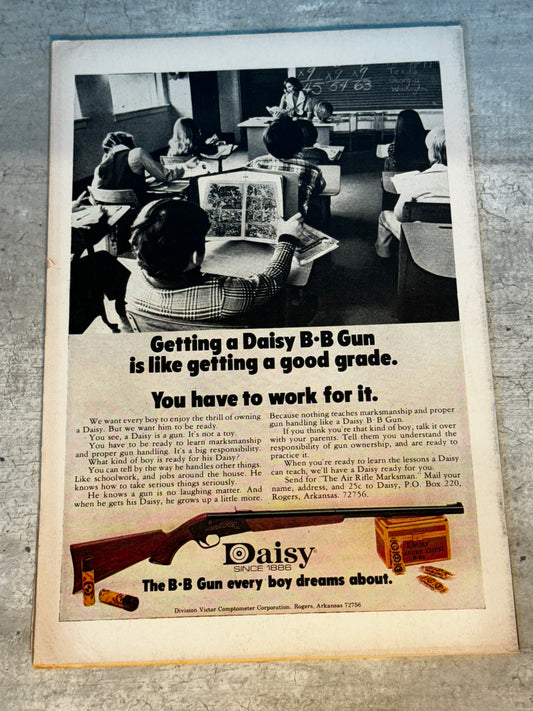 ×9 ×9 ×9
45 54 63
Texas
Georgia
Getting a Daisy B·B Gun
is like getting a good grade.
You have to work for it.
We want every boy to enjoy the thrill of owning
a Daisy. But we want him to be ready.
You see, a Daisy is a gun. It's not a toy.
You have to be ready to learn marksmanship
and proper gun handling. It's a big responsibility.
What kind of boy is ready for his Daisy?
You can tell by the way he handles other things.
Like schoolwork, and jobs around the house. He
knows how to take serious things seriously.
He knows a gun is no laughing matter. And
when he gets his Daisy, he grows up a little more.
Because nothing teaches marksmanship and proper
gun handling like a Daisy B·B Gun.
If you think you're that kind of boy, talk it over
with your parents. Tell them you understand the
responsibility of gun ownership, and are ready to
practice it.
When you're ready to learn the lessons a Daisy
can teach, we'll have a Daisy ready for you.
Send for "The Air Rifle Marksman." Mail your
name, address, and 25c to Daisy, P.O. Box 220,
Rogers, Arkansas. 72756.
Daisy®
SINCE 1886
Daisy
The B·B Gun every boy dreams about.
Division Victor Comptometer Corporation. Rogers, Arkansas 72756